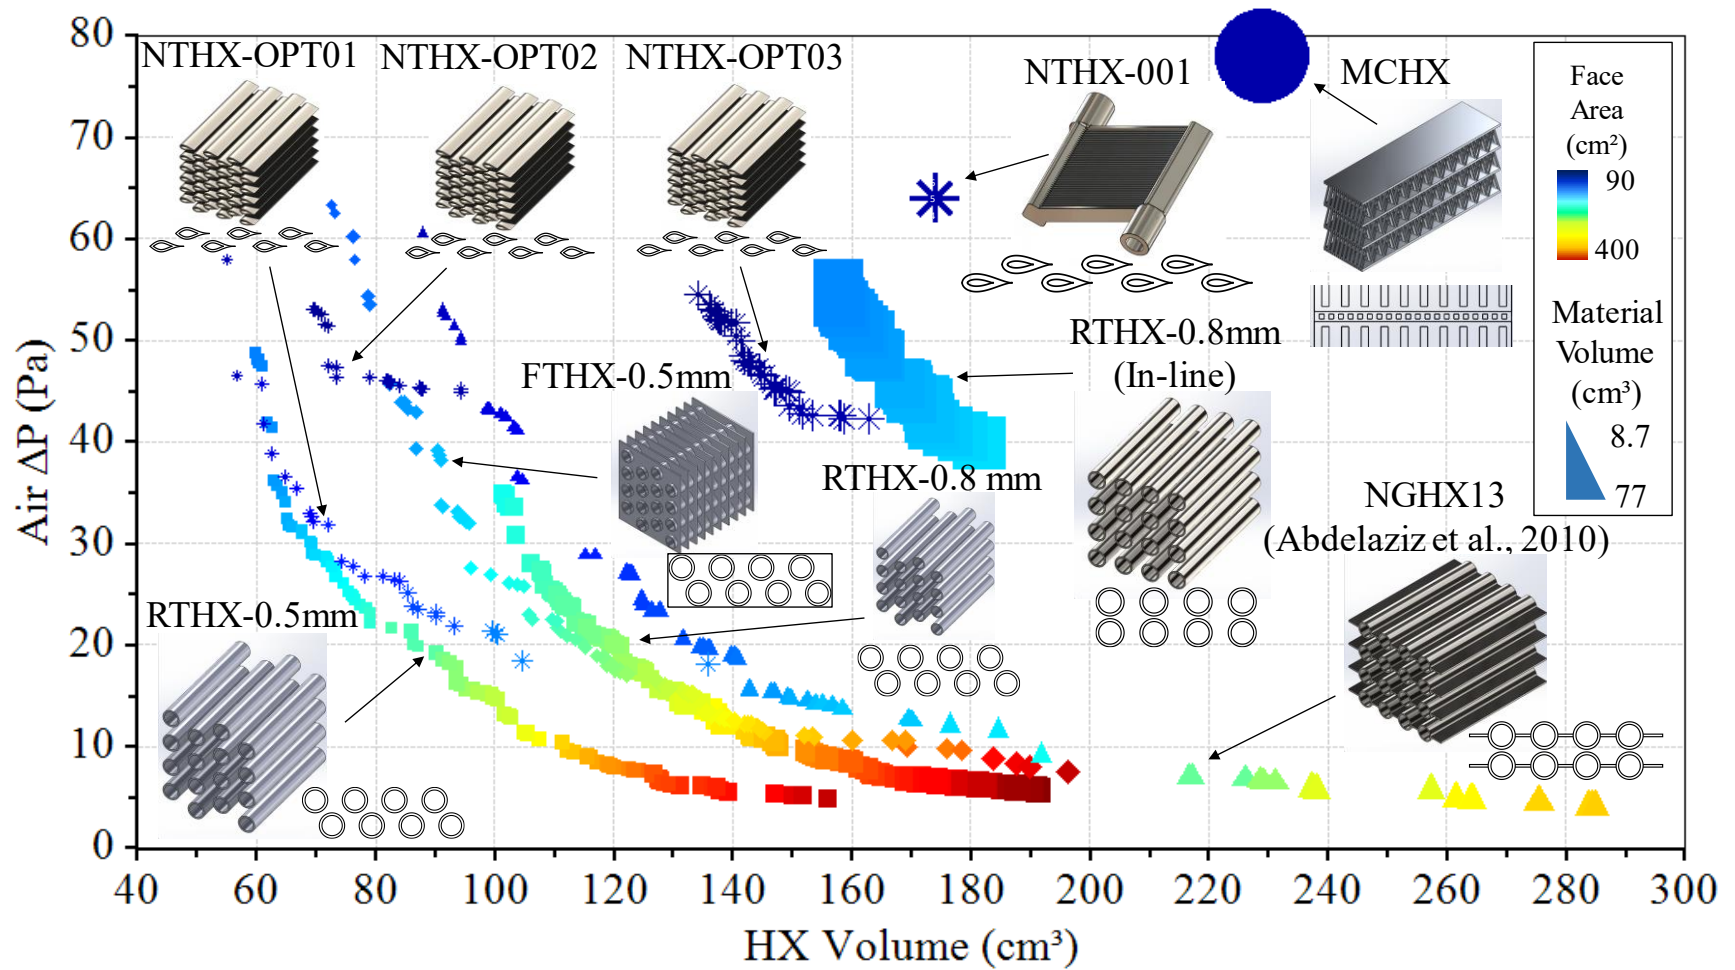 80
70
60
50
40
30
20
10
0
Air ΔP (Pa)
40
60
80
100
120
140
160
180
200
220
240
260
280
300
HX Volume (cm³)
NTHX-OPT01
NTHX-OPT02
NTHX-OPT03
NTHX-001
MCHX
RTHX-0.8mm
(In-line)
FTHX-0.5mm
RTHX-0.8 mm
NGHX13
(Abdelaziz et al., 2010)
RTHX-0.5mm
Face
Area
(cm²)
90
400
Material
Volume
(cm³)
8.7
77